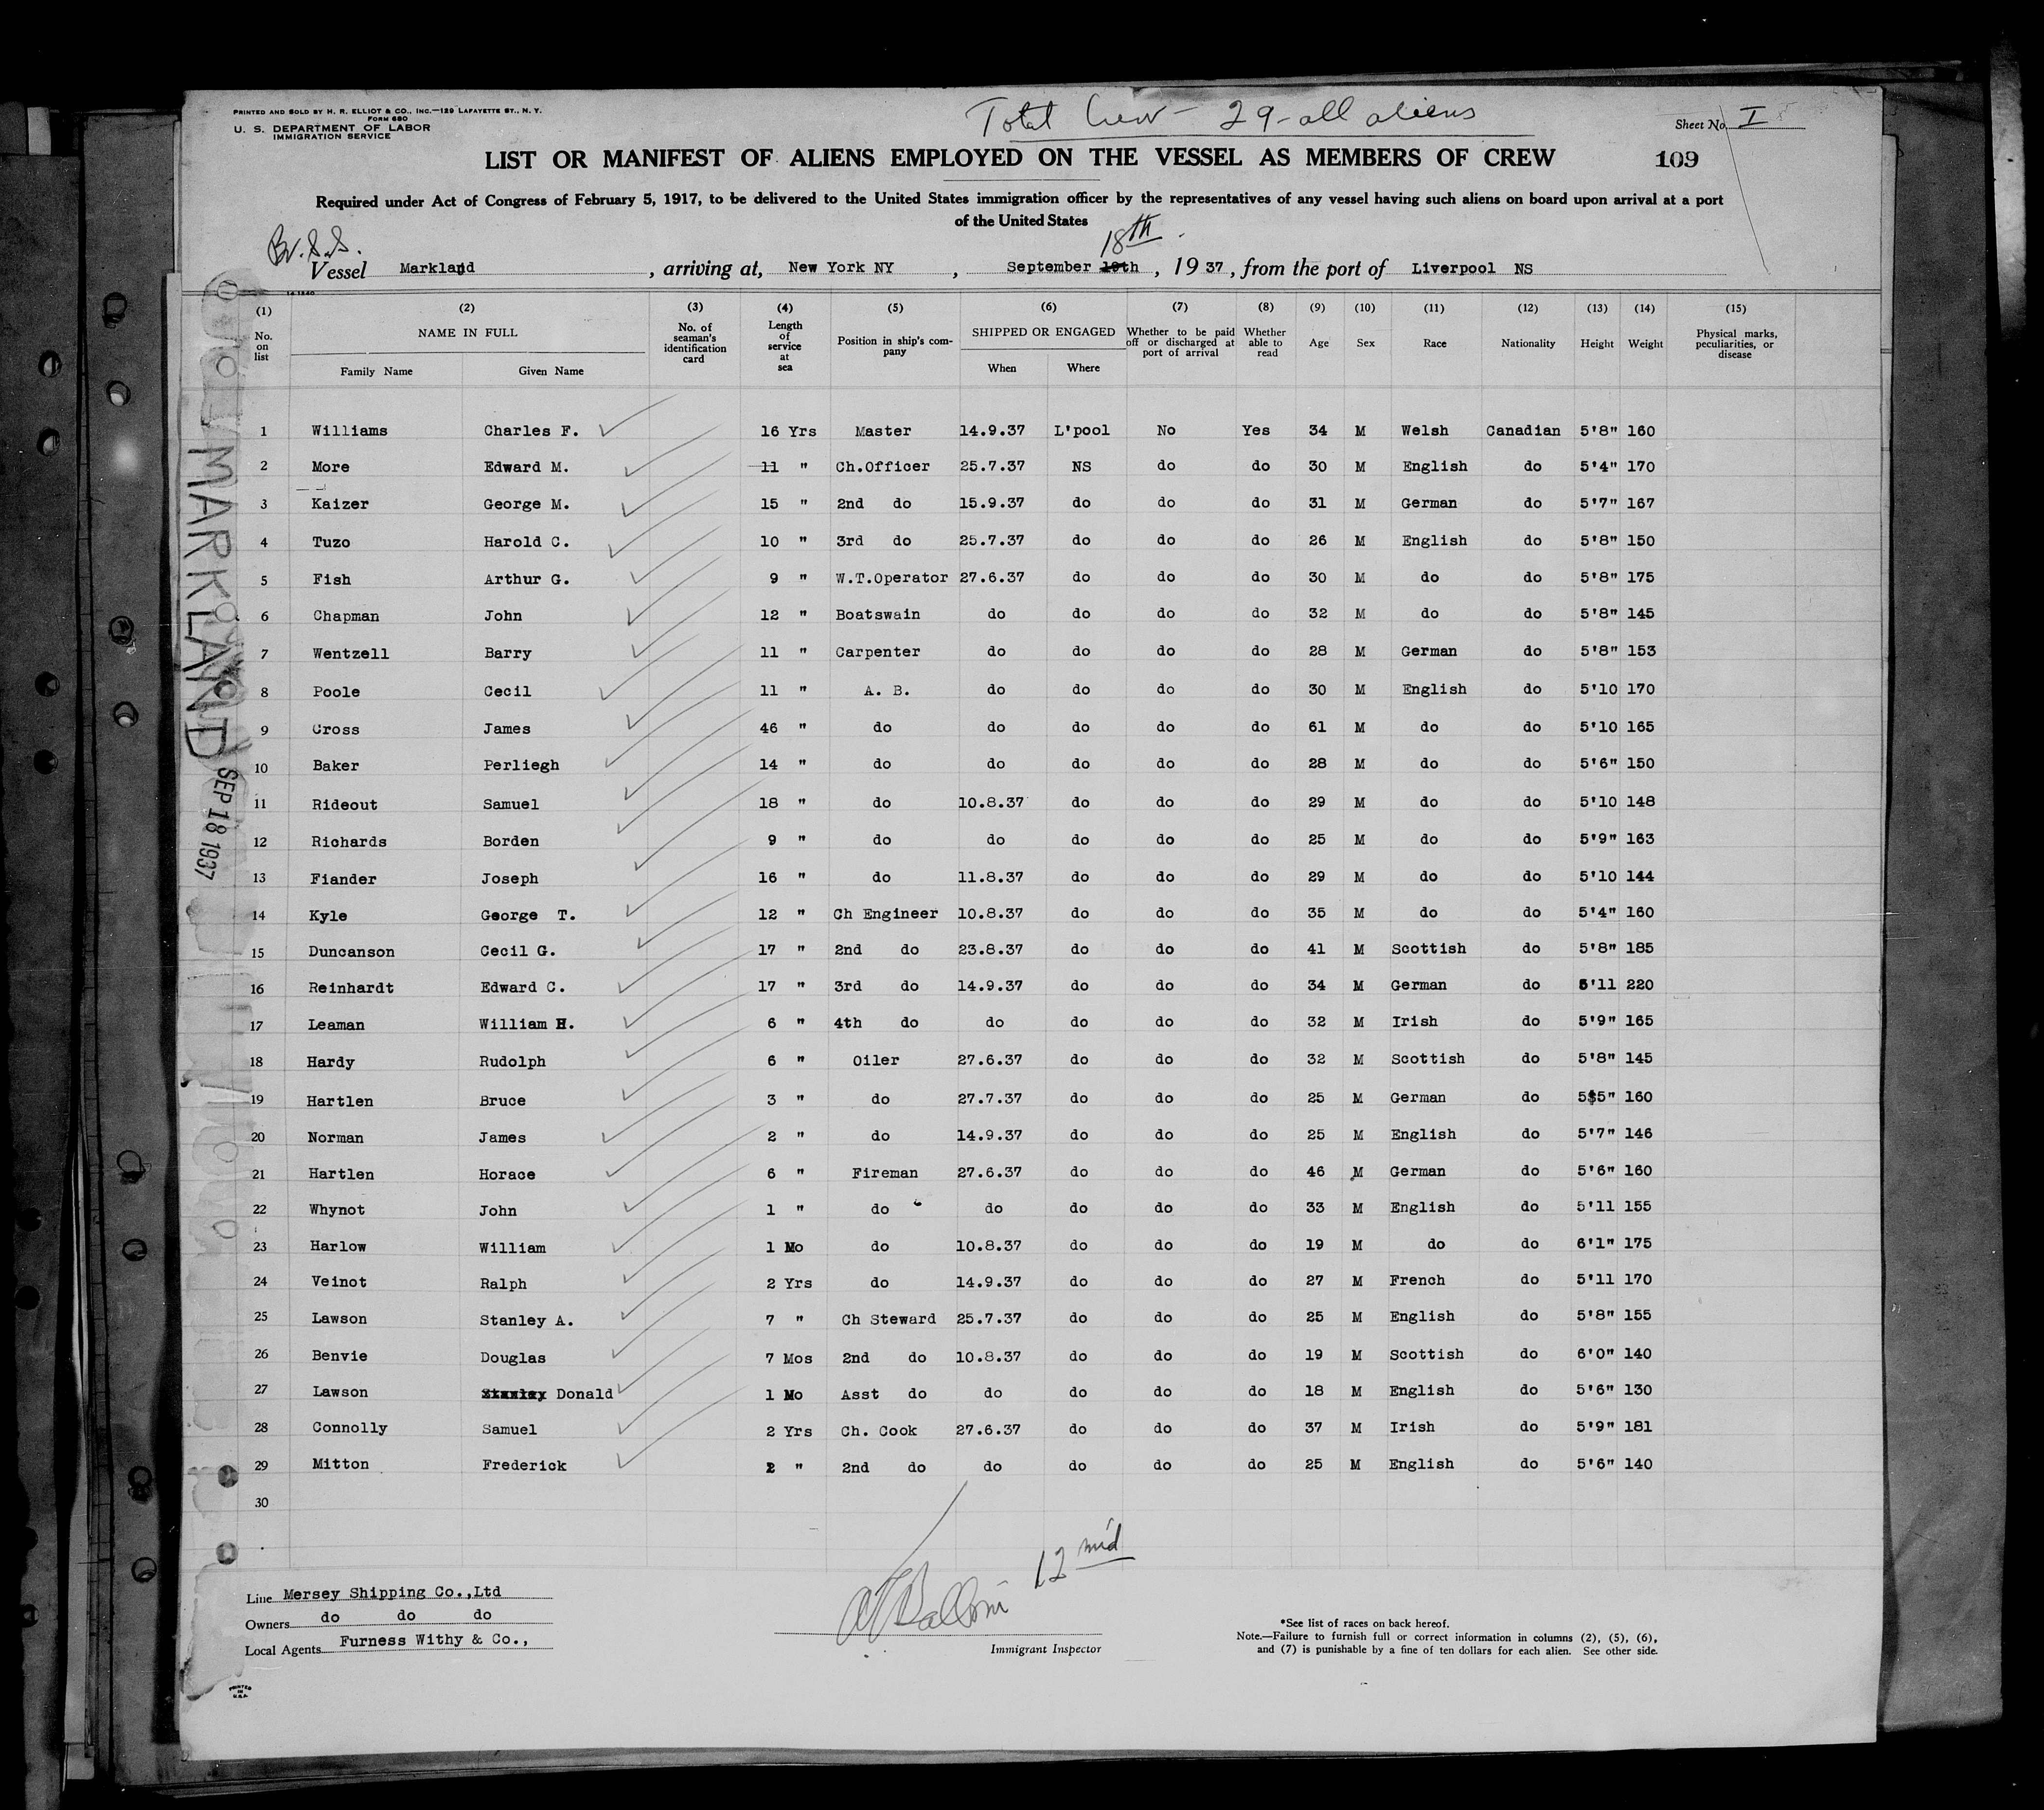 PRINTED AND SOLD BY H. R. ELLIOT & CO., INC.—129 LAFAYETTE ST., N. Y.
FORM 680
U. S. DEPARTMENT OF LABOR
IMMIGRATION SERVICE
Total Crew - 29 - all aliens
Sheet No. I
LIST OR MANIFEST OF ALIENS EMPLOYED ON THE VESSEL AS MEMBERS OF CREW
109
Required under Act of Congress of February 5, 1917, to be delivered to the United States immigration officer by the representatives of any vessel having such aliens on board upon arrival at a port
of the United States
Br. S.S. 18th
Vessel Markland, arriving at, New York NY, September 19th, 1937, from the port of Liverpool NS
14-1240
(1) (2) (3) (4) (5) (6) (7) (8) (9) (10) (11) (12) (13) (14) (15)
No. on list NAME IN FULL Family Name Given Name No. of seaman's identification card Length of service at sea Position in ship's company SHIPPED OR ENGAGED When Where Whether to be paid off or discharged at port of arrival Whether able to read Age Sex Race Nationality Height Weight Physical marks, peculiarities, or disease
1 Williams Charles F. 16 Yrs Master 14.9.37 L'pool No Yes 34 M Welsh Canadian 5'8" 160
2 More Edward M. 11 " Ch.Officer 25.7.37 NS do do 30 M English do 5'4" 170
3 Kaizer George M. 15 " 2nd do 15.9.37 do do do 31 M German do 5'7" 167
4 Tuzo Harold C. 10 " 3rd do 25.7.37 do do do 26 M English do 5'8" 150
5 Fish Arthur G. 9 " W.T.Operator 27.6.37 do do do 30 M do do 5'8" 175
6 Chapman John 12 " Boatswain do do do do 32 M do do 5'8" 145
7 Wentzell Barry 11 " Carpenter do do do do 28 M German do 5'8" 153
8 Poole Cecil 11 " A. B. do do do do 30 M English do 5'10 170
9 Cross James 46 " do do do do do 61 M do do 5'10 165
10 Baker Perliegh 14 " do do do do do 28 M do do 5'6" 150
11 Rideout Samuel 18 " do 10.8.37 do do do 29 M do do 5'10 148
12 Richards Borden 9 " do do do do do 25 M do do 5'9" 163
13 Fiander Joseph 16 " do 11.8.37 do do do 29 M do do 5'10 144
14 Kyle George T. 12 " Ch Engineer 10.8.37 do do do 35 M do do 5'4" 160
15 Duncanson Cecil G. 17 " 2nd do 23.8.37 do do do 41 M Scottish do 5'8" 185
16 Reinhardt Edward C. 17 " 3rd do 14.9.37 do do do 34 M German do 5'11 220
17 Leaman William H. 6 " 4th do do do do do 32 M Irish do 5'9" 165
18 Hardy Rudolph 6 " Oiler 27.6.37 do do do 32 M Scottish do 5'8" 145
19 Hartlen Bruce 3 " do 27.7.37 do do do 25 M German do 5'5" 160
20 Norman James 2 " do 14.9.37 do do do 25 M English do 5'7" 146
21 Hartlen Horace 6 " Fireman 27.6.37 do do do 46 M German do 5'6" 160
22 Whynot John 1 " do do do do do 33 M English do 5'11 155
23 Harlow William 1 Mo do 10.8.37 do do do 19 M do do 6'1" 175
24 Veinot Ralph 2 Yrs do 14.9.37 do do do 27 M French do 5'11 170
25 Lawson Stanley A. 7 " Ch Steward 25.7.37 do do do 25 M English do 5'8" 155
26 Benvie Douglas 7 Mos 2nd do 10.8.37 do do do 19 M Scottish do 6'0" 140
27 Lawson Stanley Donald 1 Mo Asst do do do do do 18 M English do 5'6" 130
28 Connolly Samuel 2 Yrs Ch. Cook 27.6.37 do do do 37 M Irish do 5'9" 181
29 Mitton Frederick 2 " 2nd do do do do do 25 M English do 5'6" 140
30
MARKLAND
SEP 18 1937
12 mid
Line Mersey Shipping Co.,Ltd
Owners do do do
Local Agents Furness Withy & Co.,
Immigrant Inspector
*See list of races on back hereof.
Note.—Failure to furnish full or correct information in columns (2), (5), (6),
and (7) is punishable by a fine of ten dollars for each alien. See other side.
PRINTED
IN
U.S.A.